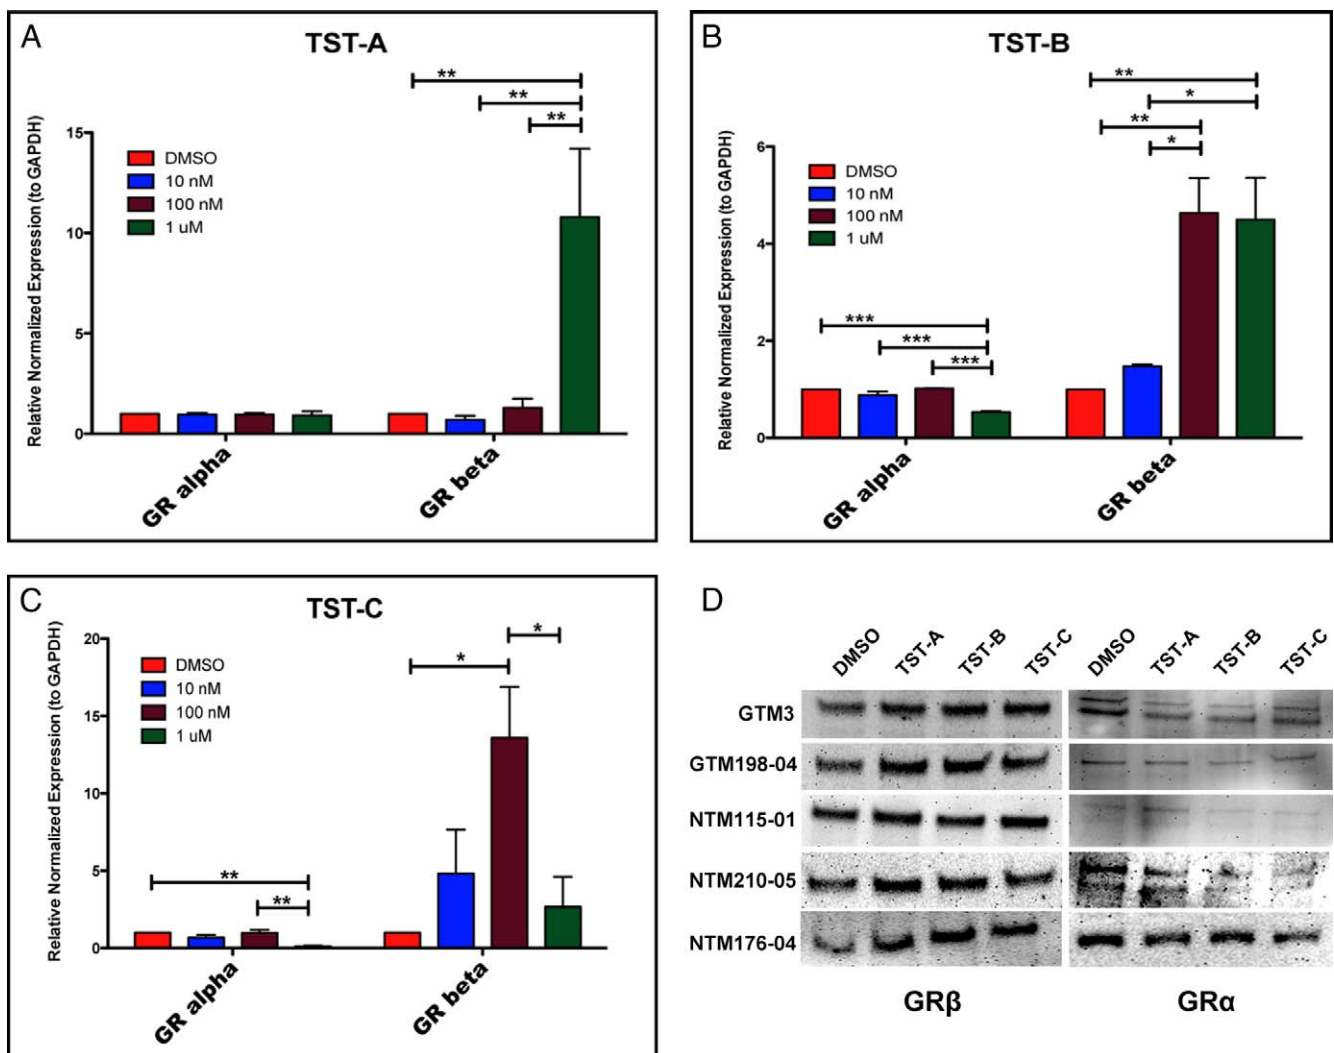 A
TST-A
** 
**
**
Relative Normalized Expression (to GAPDH)
15
10
5
0
DMSO
10 nM
100 nM
1 uM
GR alpha
GR beta
B
TST-B
**
*
**
*
Relative Normalized Expression (to GAPDH)
6
4
2
0
DMSO
10 nM
100 nM
1 uM
***
***
***
GR alpha
GR beta
C
TST-C
*
*
Relative Normalized Expression (to GAPDH)
20
15
10
5
0
DMSO
10 nM
100 nM
1 uM
**
**
GR alpha
GR beta
D
DMSO TST-A TST-B TST-C DMSO TST-A TST-B TST-C
GTM3
GTM198-04
NTM115-01
NTM210-05
NTM176-04
GRβ GRα